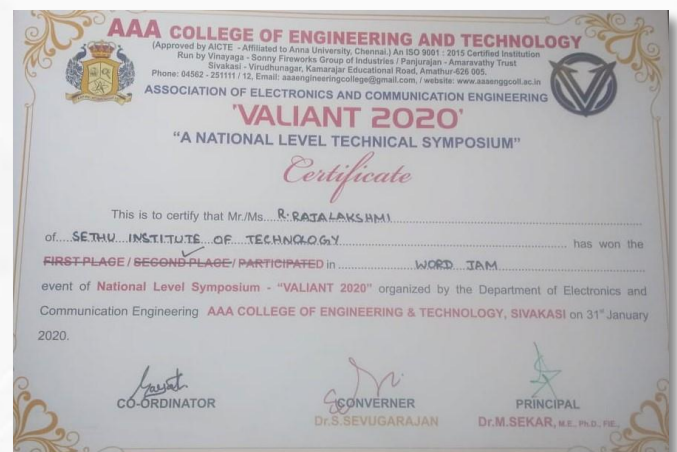 AAA COLLEGE OF ENGINEERING AND TECHNOLOGY
(Approved by AICTE - Affiliated to Anna University, Chennai.) An ISO 9001 : 2015 Certified Institution
Run by Vinayaga - Sonny Fireworks Group of Industries / Panjurajan - Amaravathy Trust
Sivakasi - Virudhunagar, Kamarajar Educational Road, Amathur-626 005.
Phone: 04562 - 251111 / 12, Email: aaaengineeringcollege@gmail.com, / website: www.aaaenggcoll.ac.in
ASSOCIATION OF ELECTRONICS AND COMMUNICATION ENGINEERING
'VALIANT 2020'
"A NATIONAL LEVEL TECHNICAL SYMPOSIUM"
Certificate
This is to certify that Mr./Ms....R.RAJALAKSHMI
of....SETHU INSTITUTE OF TECHNOLOGY has won the
FIRST PLACE / SECOND PLACE / PARTICIPATED in WORD JAM
event of National Level Symposium - "VALIANT 2020" organized by the Department of Electronics and
Communication Engineering AAA COLLEGE OF ENGINEERING & TECHNOLOGY, SIVAKASI on 31st January
2020.
CO-ORDINATOR CONVERNER PRINCIPAL
Dr.S.SEVUGARAJAN Dr.M.SEKAR, M.E., Ph.D., FIE.,